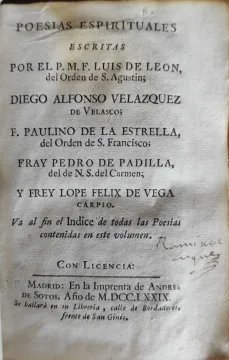 POESIAS ESPIRITUALES
ESCRITAS
POR EL P. M. F. LUIS DE LEON,
del Orden de S. Agustin;
DIEGO ALFONSO VELAZQUEZ
DE VELASCO;
F. PAULINO DE LA ESTRELLA,
del Orden de S. Francisco;
FRAY PEDRO DE PADILLA,
del de N. S. del Carmen;
Y FREY LOPE FELIX DE VEGA
CARPIO.
Va al fin el Indice de todas las Poesías
contenidas en este volumen.
CON LICENCIA:
MADRID: En la Imprenta de ANDRES
DE SOTOS. Año de M.DCC.LXXIX.
Se hallará en su Librería, calle de Bordadores,
frente de San Ginés.